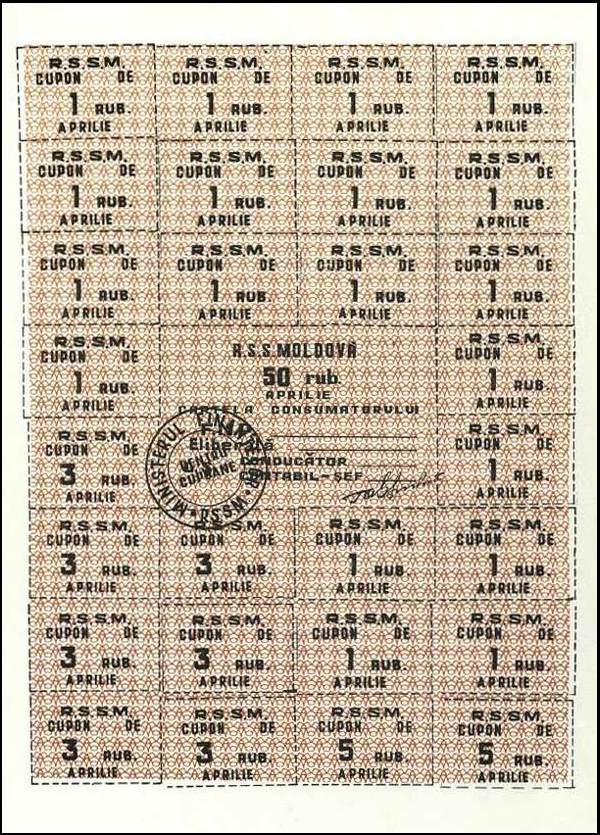 R.S.S.M.
CUPON DE
1 RUB.
APRILIE
R.S.S.M.
CUPON DE
1 RUB.
APRILIE
R.S.S.M.
CUPON DE
1 RUB.
APRILIE
R.S.S.M.
CUPON DE
1 RUB.
APRILIE
R.S.S.M.
CUPON DE
1 RUB.
APRILIE
R.S.S.M.
CUPON DE
1 RUB.
APRILIE
R.S.S.M.
CUPON DE
1 RUB.
APRILIE
R.S.S.M.
CUPON DE
1 RUB.
APRILIE
R.S.S.M.
CUPON DE
1 RUB.
APRILIE
R.S.S.M.
CUPON DE
1 RUB.
APRILIE
R.S.S.M.
CUPON DE
1 RUB.
APRILIE
R.S.S.M.
CUPON DE
1 RUB.
APRILIE
R.S.S.M.
CUPON DE
1 RUB.
APRILIE
R.S.S.MOLDOVA
50 rub.
APRILIE
CARTELA CONSUMATORULUI
Eliberată
CONDUCĂTOR
CONTABIL-ŞEF
MINISTERUL RSSM
R.S.S.M.
CUPON DE
1 RUB.
APRILIE
R.S.S.M.
CUPON DE
3 RUB.
APRILIE
R.S.S.M.
CUPON DE
1 RUB.
APRILIE
R.S.S.M.
CUPON DE
3 RUB.
APRILIE
R.S.S.M.
CUPON DE
3 RUB.
APRILIE
R.S.S.M.
CUPON DE
1 RUB.
APRILIE
R.S.S.M.
CUPON DE
1 RUB.
APRILIE
R.S.S.M.
CUPON DE
3 RUB.
APRILIE
R.S.S.M.
CUPON DE
3 RUB.
APRILIE
R.S.S.M.
CUPON DE
1 RUB.
APRILIE
R.S.S.M.
CUPON DE
1 RUB.
APRILIE
R.S.S.M.
CUPON DE
3 RUB.
APRILIE
R.S.S.M.
CUPON DE
3 RUB.
APRILIE
R.S.S.M.
CUPON DE
5 RUB.
APRILIE
R.S.S.M.
CUPON DE
5 RUB.
APRILIE